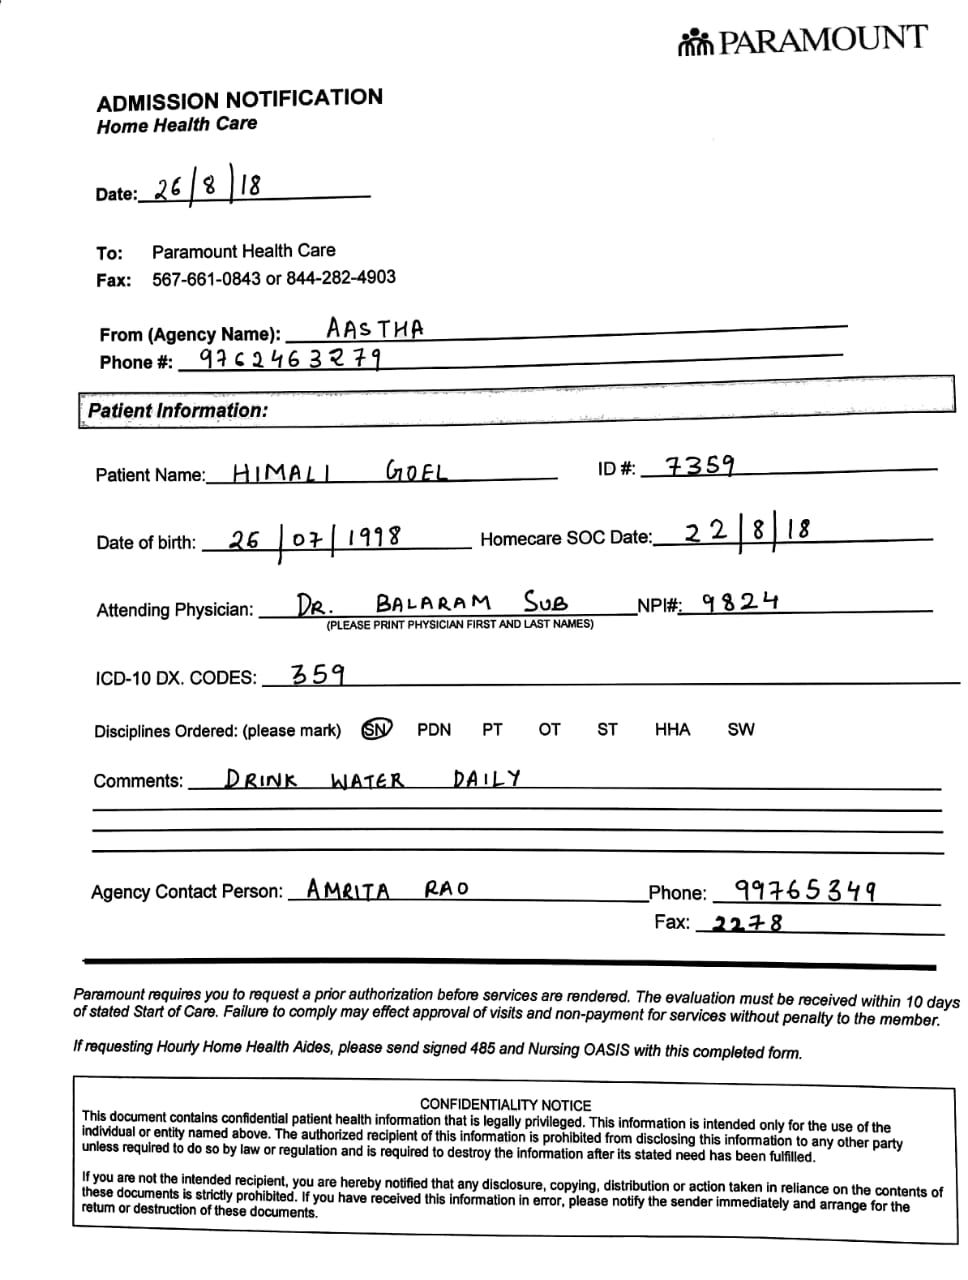 PARAMOUNT
ADMISSION NOTIFICATION
Home Health Care
Date: 26/8/18
To: Paramount Health Care
Fax: 567-661-0843 or 844-282-4903
From (Agency Name): AASTHA
Phone #: 9762463279
Patient Information:
Patient Name: HIMALI GOEL ID #: 7359
Date of birth: 26/07/1998 Homecare SOC Date: 22/8/18
Attending Physician: DR. BALARAM SUB NPI#: 9824
(PLEASE PRINT PHYSICIAN FIRST AND LAST NAMES)
ICD-10 DX. CODES: 359
Disciplines Ordered: (please mark) SN PDN PT OT ST HHA SW
Comments: DRINK WATER DAILY
Agency Contact Person: AMRITA RAO Phone: 99765349
Fax: 2278
Paramount requires you to request a prior authorization before services are rendered. The evaluation must be received within 10 days
of stated Start of Care. Failure to comply may effect approval of visits and non-payment for services without penalty to the member.
If requesting Hourly Home Health Aides, please send signed 485 and Nursing OASIS with this completed form.
CONFIDENTIALITY NOTICE
This document contains confidential patient health information that is legally privileged. This information is intended only for the use of the
individual or entity named above. The authorized recipient of this information is prohibited from disclosing this information to any other party
unless required to do so by law or regulation and is required to destroy the information after its stated need has been fulfilled.
If you are not the intended recipient, you are hereby notified that any disclosure, copying, distribution or action taken in reliance on the contents of
these documents is strictly prohibited. If you have received this information in error, please notify the sender immediately and arrange for the
return or destruction of these documents.